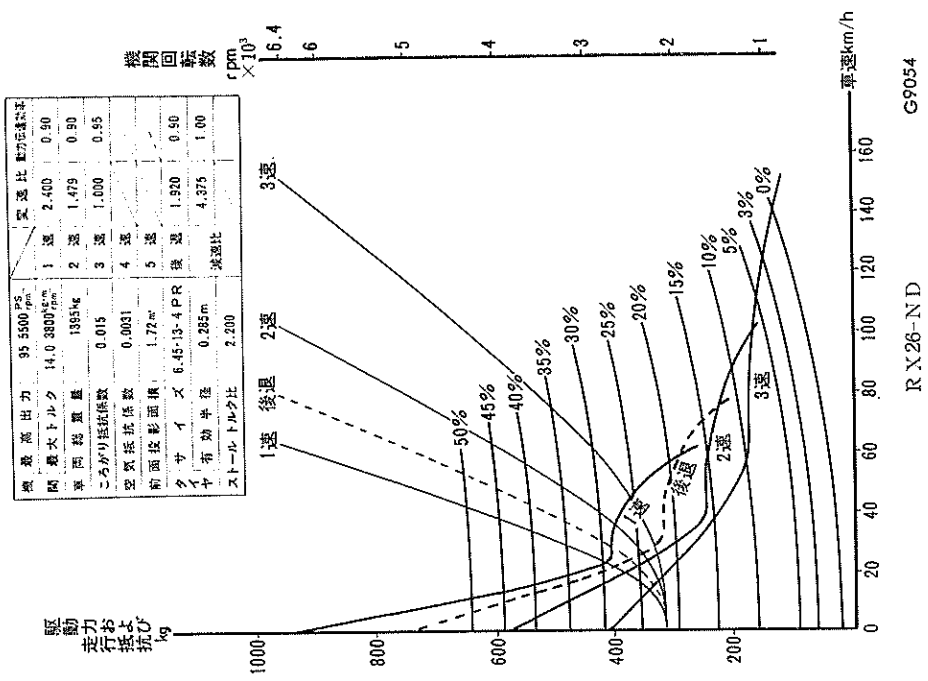 変速比 動力伝達効率
機 最高出力 95 5500 PS/rpm 1速 2.400 0.90
関 最大トルク 14.0 3800 kg-m/rpm 2速 1.479 0.90
車両総重量 1395kg 3速 1.000 0.95
ころがり抵抗係数 0.015 4速
空気抵抗係数 0.0031 5速
前面投影面積 1.72m² 後退 1.920 0.90
タイヤ サイズ 6.45-13-4PR 減速比 4.375 1.00
有効半径 0.285m
ストールトルク比 2.200
機関回転数 rpm
×10³
6.4
6
5
4
3
2
1
駆動力および
走行抵抗
kg
1000
800
600
400
200
0
20
40
60
80
100
120
140
160
車速km/h
1速
後退
2速
3速
50%
45%
40%
35%
30%
25%
20%
15%
10%
5%
3%
0%
1速
後退
2速
3速
RX26-ND
G9054